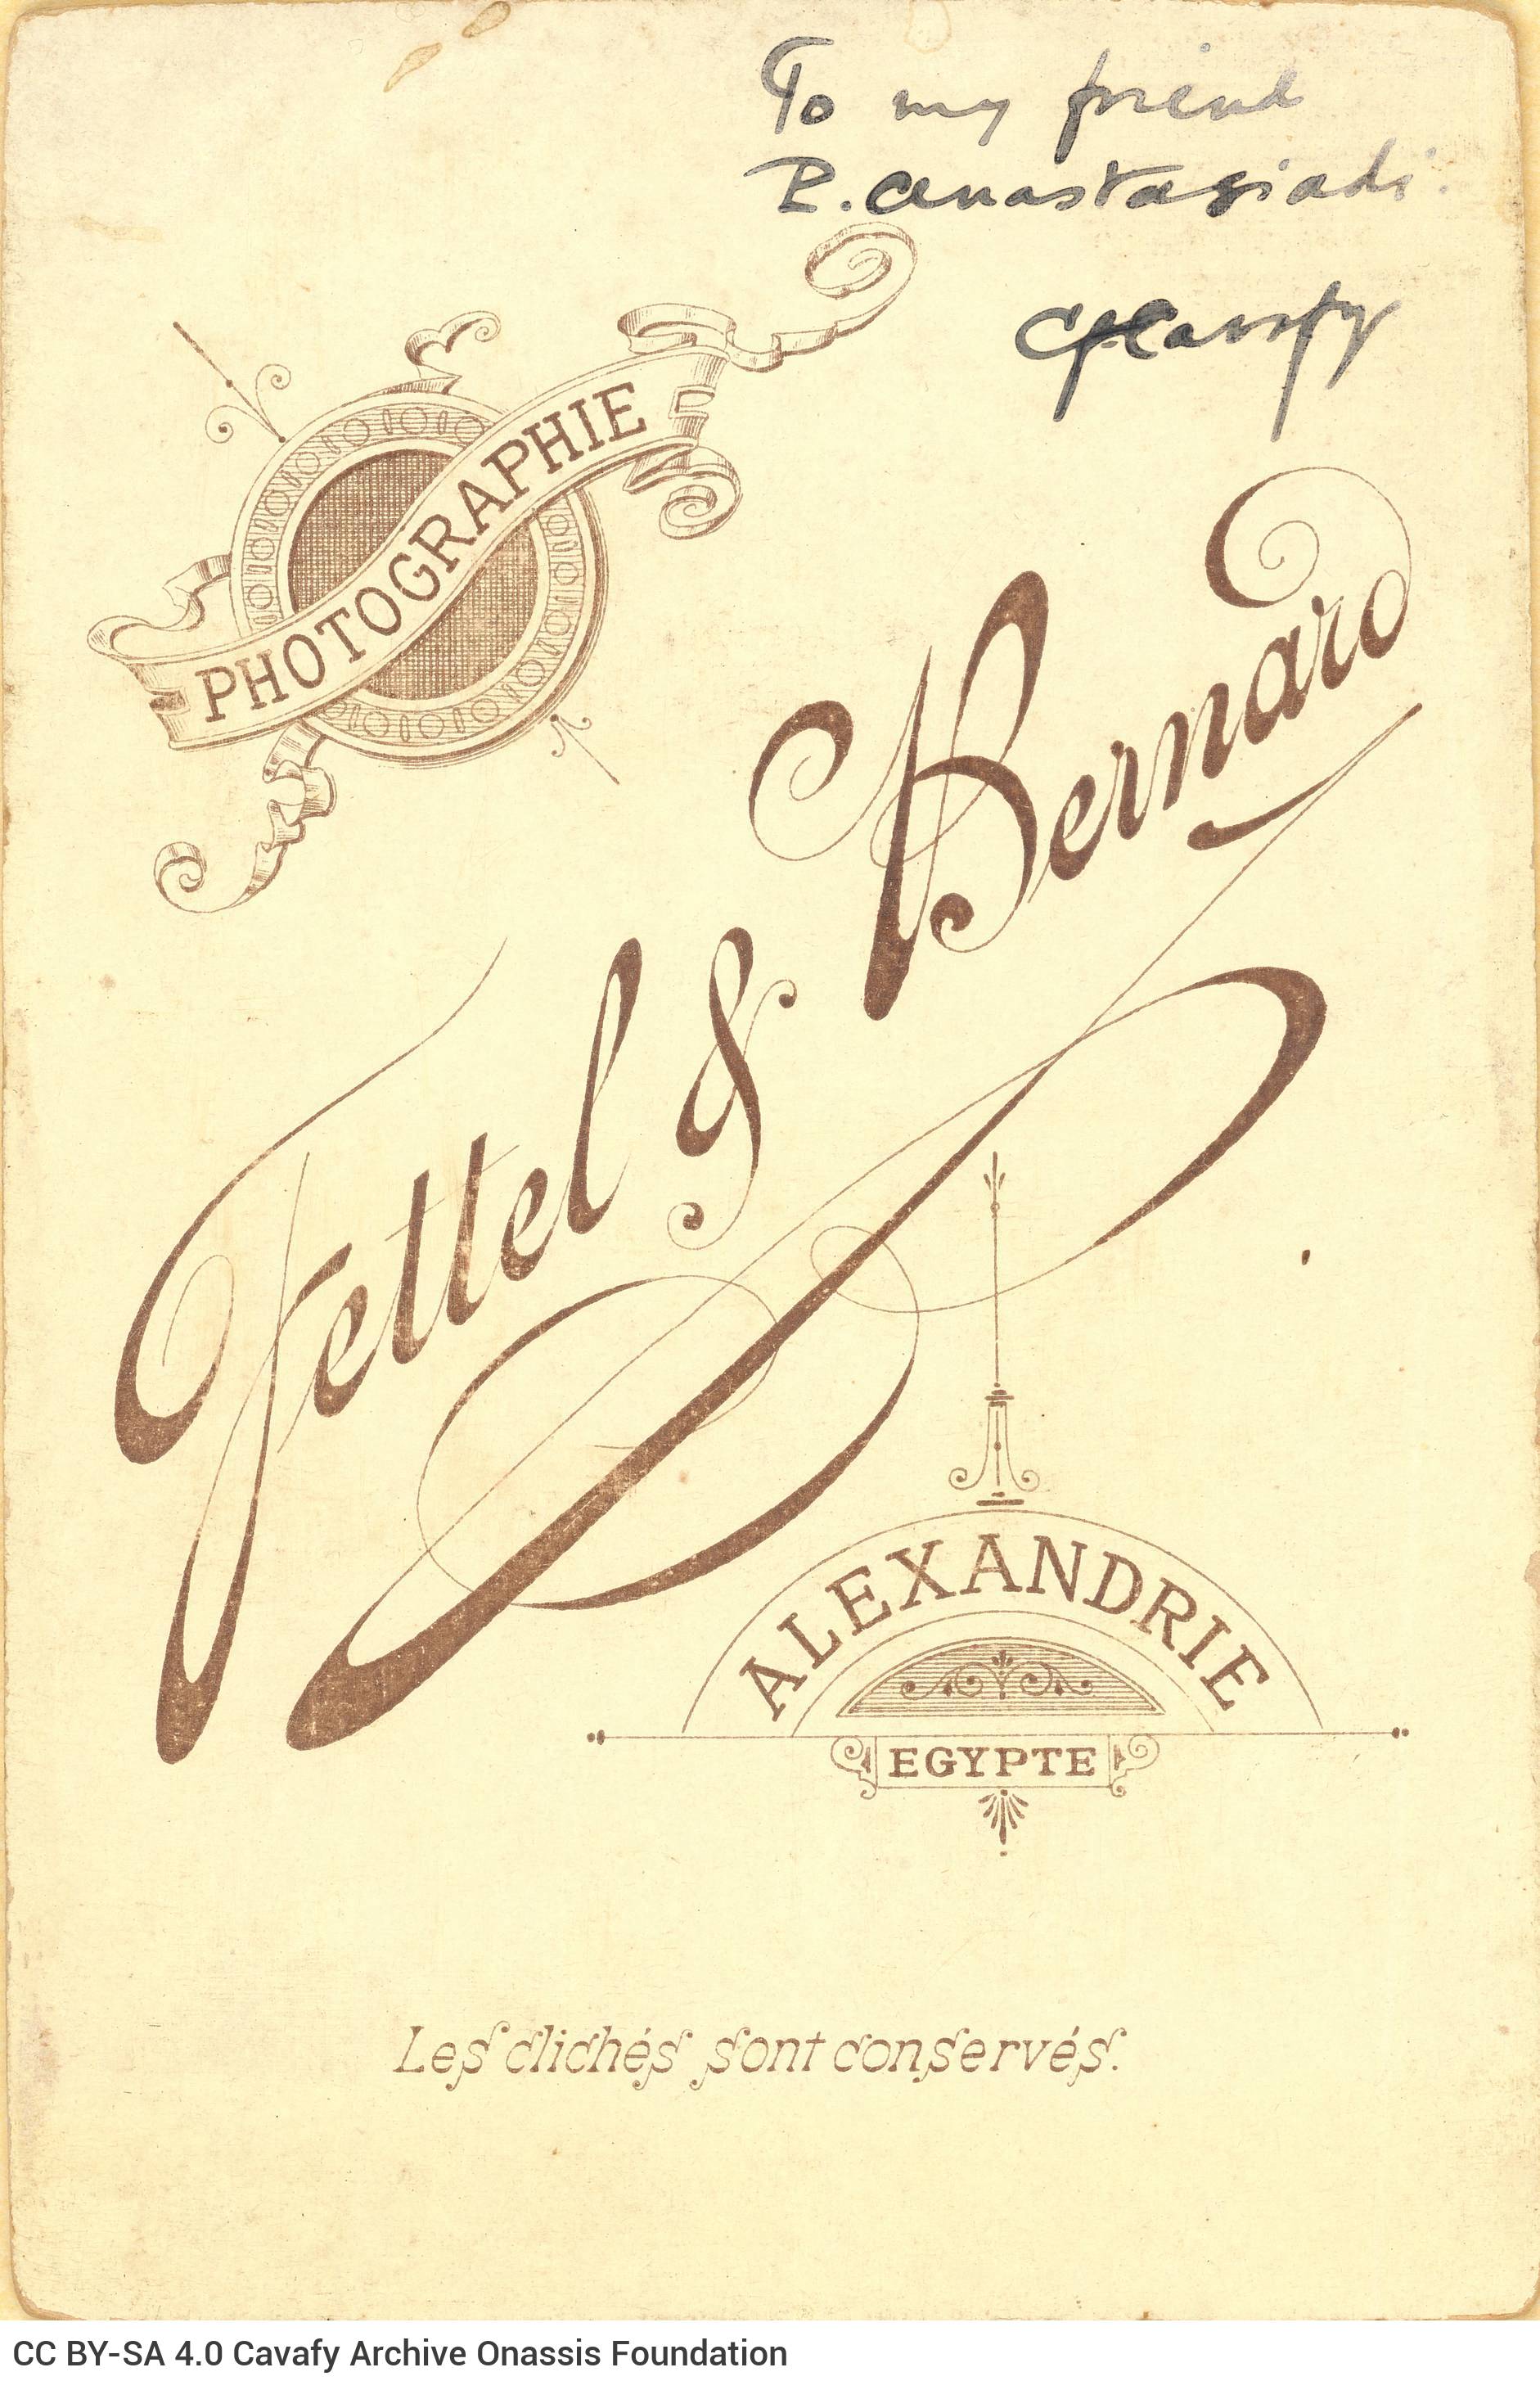 To my friend
P. Anastasiadi.
CPCavafy
PHOTOGRAPHIE
Fettel & Bernard
ALEXANDRIE
EGYPTE
Les clichés sont conservés.
CC BY-SA 4.0 Cavafy Archive Onassis Foundation